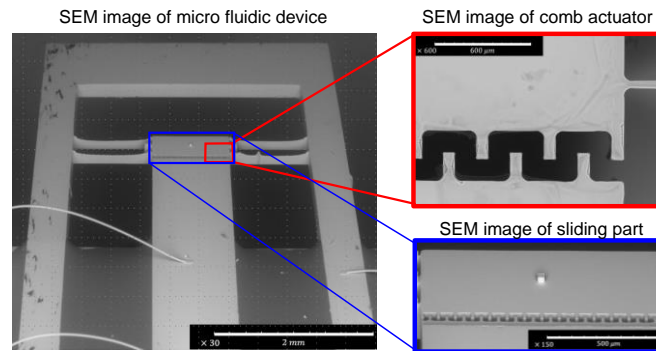 SEM image of micro fluidic device
SEM image of comb actuator
× 600
600 μm
× 30
2 mm
SEM image of sliding part
× 150
500 μm